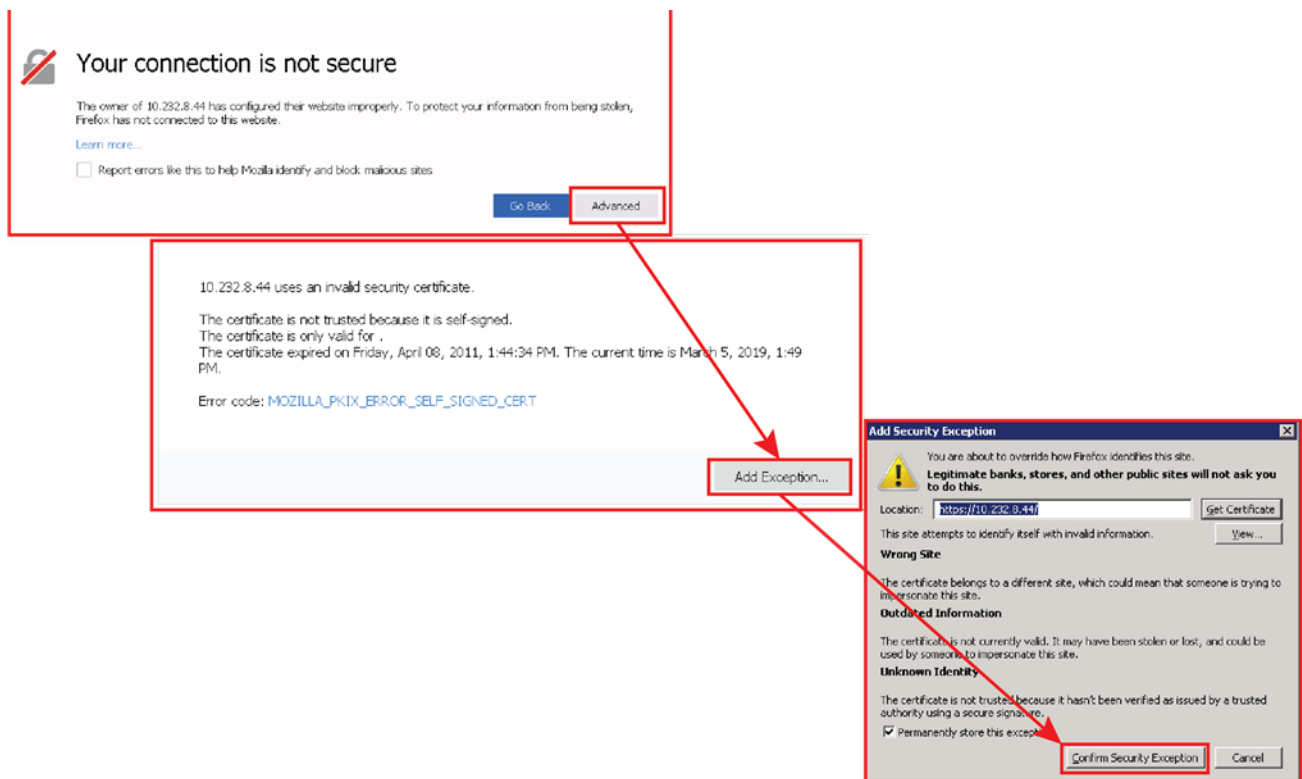 Your connection is not secure
The owner of 10.232.8.44 has configured their website improperly. To protect your information from being stolen,
Firefox has not connected to this website.
Learn more...
Report errors like this to help Mozilla identify and block malicious sites
Go Back
Advanced
10.232.8.44 uses an invalid security certificate.
The certificate is not trusted because it is self-signed.
The certificate is only valid for .
The certificate expired on Friday, April 08, 2011, 1:44:34 PM. The current time is March 5, 2019, 1:49
PM.
Error code: MOZILLA_PKIX_ERROR_SELF_SIGNED_CERT
Add Exception...
Add Security Exception
You are about to override how Firefox identifies this site.
Legitimate banks, stores, and other public sites will not ask you
to do this.
Location: https://10.232.8.44/
Get Certificate
This site attempts to identify itself with invalid information.
View...
Wrong Site
The certificate belongs to a different site, which could mean that someone is trying to
impersonate this site.
Outdated Information
The certificate is not currently valid. It may have been stolen or lost, and could be
used by someone to impersonate this site.
Unknown Identity
The certificate is not trusted because it hasn't been verified as issued by a trusted
authority using a secure signature.
Permanently store this exception
Confirm Security Exception
Cancel